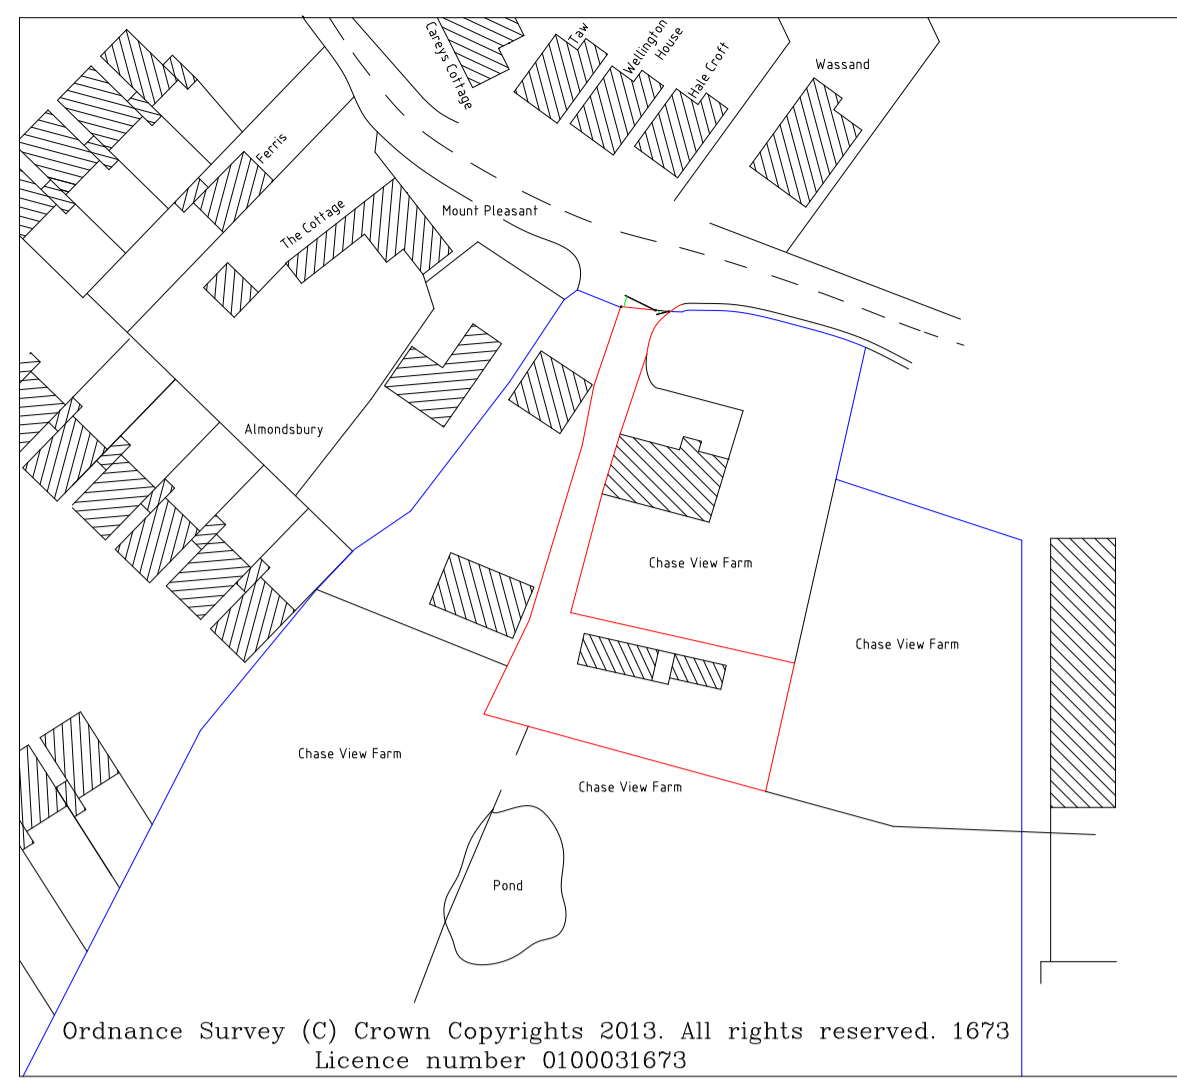 Careys Cottage
Taw
Wellington
House
Hale Croft
Wassand
Ferris
The Cottage
Mount Pleasant
Almondsbury
Chase View Farm
Chase View Farm
Chase View Farm
Chase View Farm
Pond
Ordnance Survey (C) Crown Copyrights 2013. All rights reserved. 1673
Licence number 0100031673